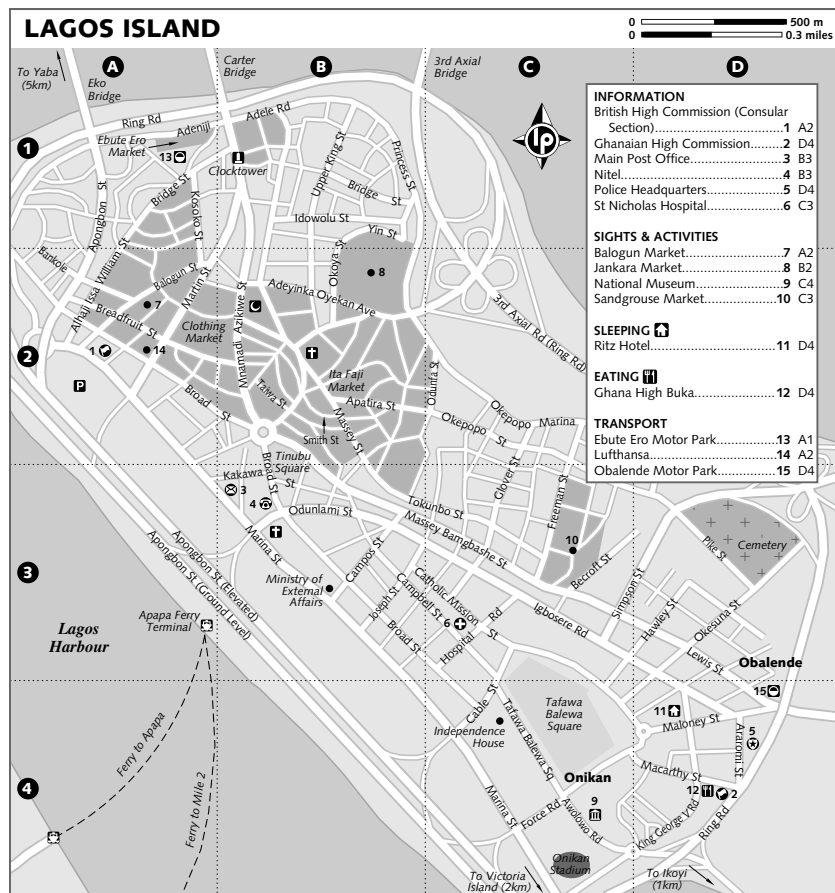 LAGOS ISLAND
0 500 m
0 0.3 miles
A
B
C
D
1
2
3
4
To Yaba
(5km)
Eko
Bridge
Carter
Bridge
3rd Axial
Bridge
lp
INFORMATION
British High Commission (Consular
Section)................................1 A2
Ghanaian High Commission......2 D4
Main Post Office......................3 B3
Nitel.......................................4 B3
Police Headquarters.................5 D4
St Nicholas Hospital.................6 C3
SIGHTS & ACTIVITIES
Balogun Market.......................7 A2
Jankara Market........................8 B2
National Museum.....................9 C4
Sandgrouse Market.................10 C3
SLEEPING
Ritz Hotel..............................11 D4
EATING
Ghana High Buka....................12 D4
TRANSPORT
Ebute Ero Motor Park.............13 A1
Lufthansa..............................14 A2
Obalende Motor Park..............15 D4
Ring Rd
Adele Rd
Adeniji
Ebute Ero
Market
13
Clocktower
Upper King St
Princess St
Bridge St
Bridge St
Kosoko St
Idowolu St
Yin St
Apongbon St
Bankole
Alhaji Issa William St
Balogun St
Martin St
Okoya St
8
Adeyinka Oyekan Ave
3rd Axial Rd (Ring Rd)
7
Breadfruit St
Clothing
Market
Mnamadi Azikiwe St
1
14
P
Ita Faji
Market
Odunfa St
Taiwa St
Apatira St
Broad St
Massey St
Smith St
Okepopo St
Okepopo Marina
Tinubu
Square
Kakawa St
Broad St
3
4
Odunlami St
Tokunbo St
Glover St
Freeman St
10
Massey Bamgbashe St
Becroft St
Pike St
Cemetery
Marina St
Apongbon St (Elevated)
Apongbon St (Ground Level)
Ministry of
External
Affairs
Campos St
Joseph St
Campbell St
Catholic Mission St
6
Hospital Rd
Broad St
Igbosere Rd
Simpson St
Hawley St
Okesuna St
Lewis St
Obalende
15
Apapa Ferry
Terminal
Lagos
Harbour
Ferry to Apapa
Ferry to Mile 2
Cable St
Tafawa Balewa Sq
Tafawa
Balewa
Square
Independence
House
11
Maloney St
5
Araromi St
Macarthy St
12
2
Onikan
9
Force Rd
Awolowo Rd
King George V Rd
Ring Rd
Marina St
Onikan
Stadium
To Victoria
Island (2km)
To Ikoyi
(1km)